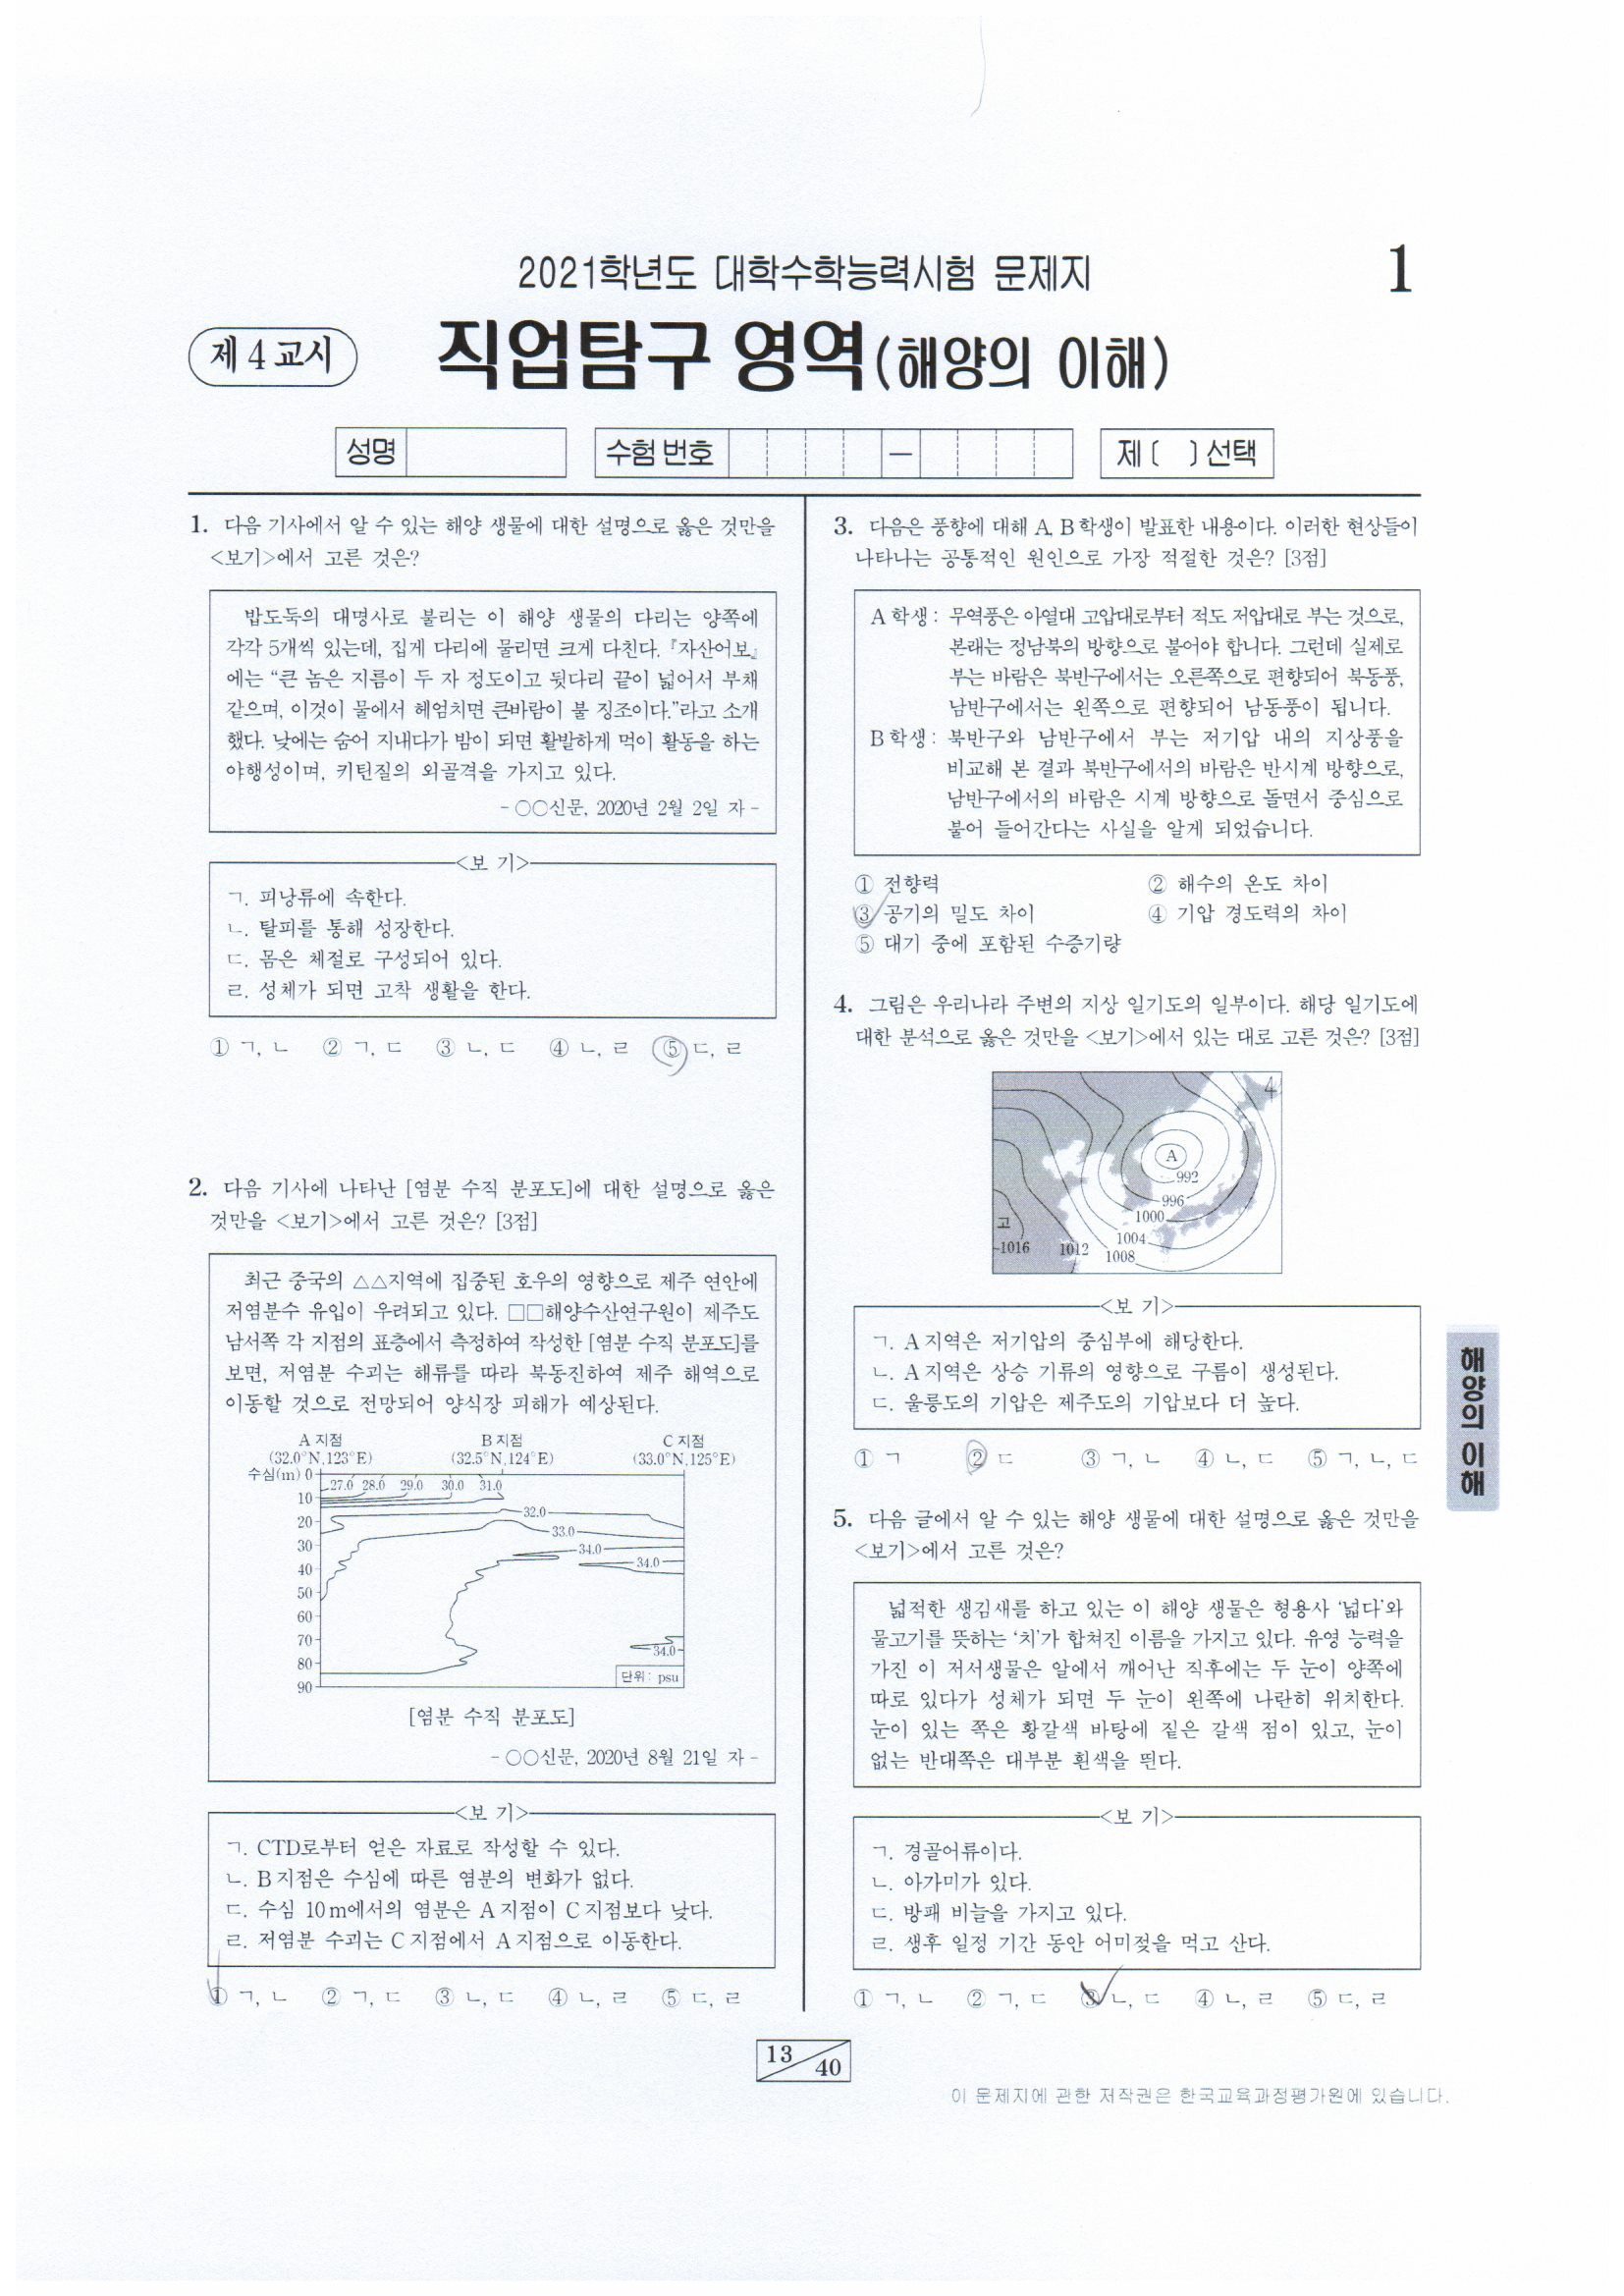 2021학년도 대학수학능력시험 문제지
1
제 4 교시
직업탐구 영역(해양의 이해)
성명
수험 번호
—
제 [ ] 선택
1. 다음 기사에서 알 수 있는 해양 생물에 대한 설명으로 옳은 것만을
<보기>에서 고른 것은?
밥도둑의 대명사로 불리는 이 해양 생물의 다리는 양쪽에
각각 5개씩 있는데, 집게 다리에 물리면 크게 다친다. 『자산어보』
에는 “큰 놈은 지름이 두 자 정도이고 뒷다리 끝이 넓어서 부채
같으며, 이것이 물에서 헤엄치면 큰바람이 불 징조이다.”라고 소개
했다. 낮에는 숨어 지내다가 밤이 되면 활발하게 먹이 활동을 하는
야행성이며, 키틴질의 외골격을 가지고 있다.
- ○○신문, 2020년 2월 2일 자 -
<보 기>
ㄱ. 피낭류에 속한다.
ㄴ. 탈피를 통해 성장한다.
ㄷ. 몸은 체절로 구성되어 있다.
ㄹ. 성체가 되면 고착 생활을 한다.
① ㄱ, ㄴ ② ㄱ, ㄷ ③ ㄴ, ㄷ ④ ㄴ, ㄹ ⑤ ㄷ, ㄹ
2. 다음 기사에 나타난 [염분 수직 분포도]에 대한 설명으로 옳은
것만을 <보기>에서 고른 것은? [3점]
최근 중국의 △△지역에 집중된 호우의 영향으로 제주 연안에
저염분수 유입이 우려되고 있다. □□해양수산연구원이 제주도
남서쪽 각 지점의 표층에서 측정하여 작성한 [염분 수직 분포도]를
보면, 저염분 수괴는 해류를 따라 북동진하여 제주 해역으로
이동할 것으로 전망되어 양식장 피해가 예상된다.
A 지점 B 지점 C 지점
(32.0°N,123°E) (32.5°N,124°E) (33.0°N,125°E)
수심(m) 0
27.0 28.0 29.0 30.0 31.0
10
32.0
20
33.0
30
34.0
40
34.0
50
60
70
34.0
80
단위 : psu
90
[염분 수직 분포도]
- ○○신문, 2020년 8월 21일 자 -
<보 기>
ㄱ. CTD로부터 얻은 자료로 작성할 수 있다.
ㄴ. B 지점은 수심에 따른 염분의 변화가 없다.
ㄷ. 수심 10 m에서의 염분은 A 지점이 C 지점보다 낮다.
ㄹ. 저염분 수괴는 C 지점에서 A 지점으로 이동한다.
① ㄱ, ㄴ ② ㄱ, ㄷ ③ ㄴ, ㄷ ④ ㄴ, ㄹ ⑤ ㄷ, ㄹ
3. 다음은 풍향에 대해 A, B 학생이 발표한 내용이다. 이러한 현상들이
나타나는 공통적인 원인으로 가장 적절한 것은? [3점]
A 학생 : 무역풍은 아열대 고압대로부터 적도 저압대로 부는 것으로,
본래는 정남북의 방향으로 불어야 합니다. 그런데 실제로
부는 바람은 북반구에서는 오른쪽으로 편향되어 북동풍,
남반구에서는 왼쪽으로 편향되어 남동풍이 됩니다.
B 학생 : 북반구와 남반구에서 부는 저기압 내의 지상풍을
비교해 본 결과 북반구에서의 바람은 반시계 방향으로,
남반구에서의 바람은 시계 방향으로 돌면서 중심으로
불어 들어간다는 사실을 알게 되었습니다.
① 전향력 ② 해수의 온도 차이
③ 공기의 밀도 차이 ④ 기압 경도력의 차이
⑤ 대기 중에 포함된 수증기량
4. 그림은 우리나라 주변의 지상 일기도의 일부이다. 해당 일기도에
대한 분석으로 옳은 것만을 <보기>에서 있는 대로 고른 것은? [3점]
A
992
996
1000
고
1004
1016 1012 1008
<보 기>
ㄱ. A 지역은 저기압의 중심부에 해당한다.
ㄴ. A 지역은 상승 기류의 영향으로 구름이 생성된다.
ㄷ. 울릉도의 기압은 제주도의 기압보다 더 높다.
① ㄱ ② ㄷ ③ ㄱ, ㄴ ④ ㄴ, ㄷ ⑤ ㄱ, ㄴ, ㄷ
5. 다음 글에서 알 수 있는 해양 생물에 대한 설명으로 옳은 것만을
<보기>에서 고른 것은?
넓적한 생김새를 하고 있는 이 해양 생물은 형용사 ‘넓다’와
물고기를 뜻하는 ‘치’가 합쳐진 이름을 가지고 있다. 유영 능력을
가진 이 저서생물은 알에서 깨어난 직후에는 두 눈이 양쪽에
따로 있다가 성체가 되면 두 눈이 왼쪽에 나란히 위치한다.
눈이 있는 쪽은 황갈색 바탕에 짙은 갈색 점이 있고, 눈이
없는 반대쪽은 대부분 흰색을 띈다.
<보 기>
ㄱ. 경골어류이다.
ㄴ. 아가미가 있다.
ㄷ. 방패 비늘을 가지고 있다.
ㄹ. 생후 일정 기간 동안 어미젖을 먹고 산다.
① ㄱ, ㄴ ② ㄱ, ㄷ ③ ㄴ, ㄷ ④ ㄴ, ㄹ ⑤ ㄷ, ㄹ
해양의 이해
13
40
이 문제지에 관한 저작권은 한국교육과정평가원에 있습니다.